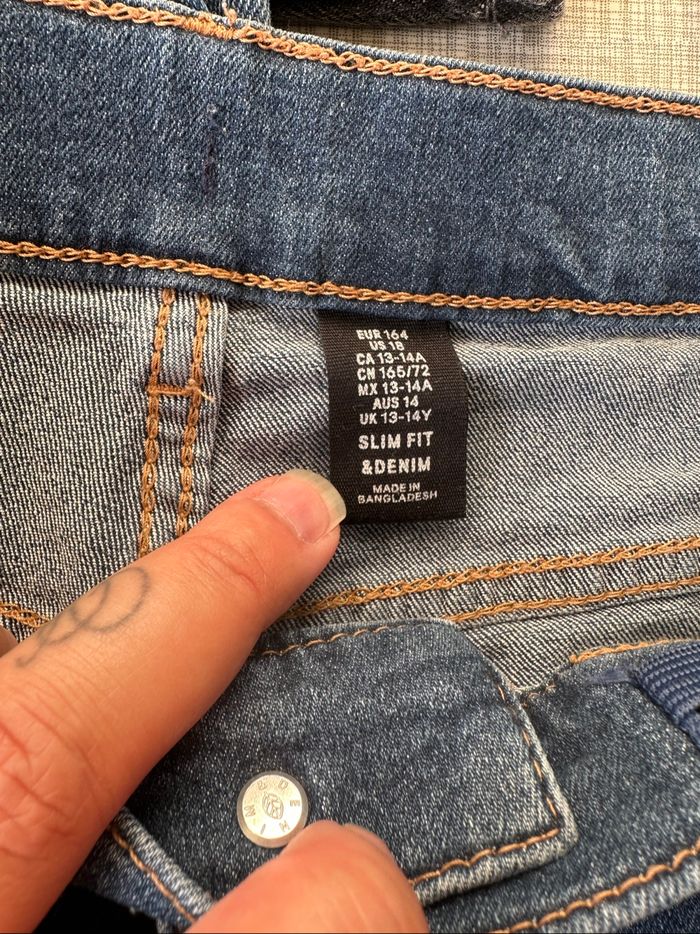 EUR 164
US 18
CA 13-14A
CN 165/72
MX 13-14A
AUS 14
UK 13-14Y
SLIM FIT
&DENIM
MADE IN
BANGLADESH